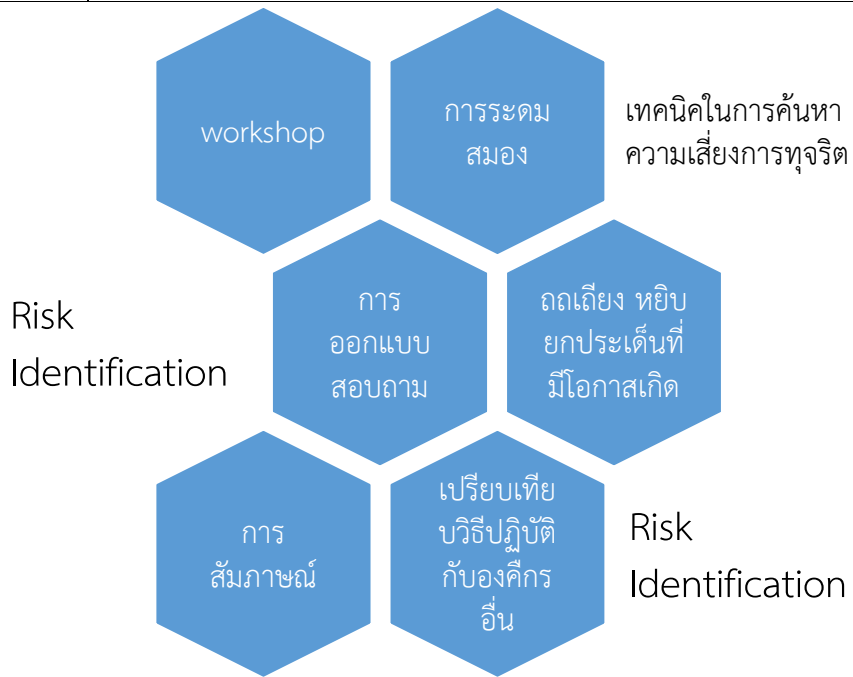 workshop
การระดม
สมอง
เทคนิคในการค้นหา
ความเสี่ยงการทุจริต
Risk
Identification
การ
ออกแบบ
สอบถาม
ถถเถียง หยิบ
ยกประเด็นที่
มีโอกาสเกิด
การ
สัมภาษณ์
เปรียบเทีย
บวิธีปฏิบัติ
กับองคืกร
อื่น
Risk
Identification